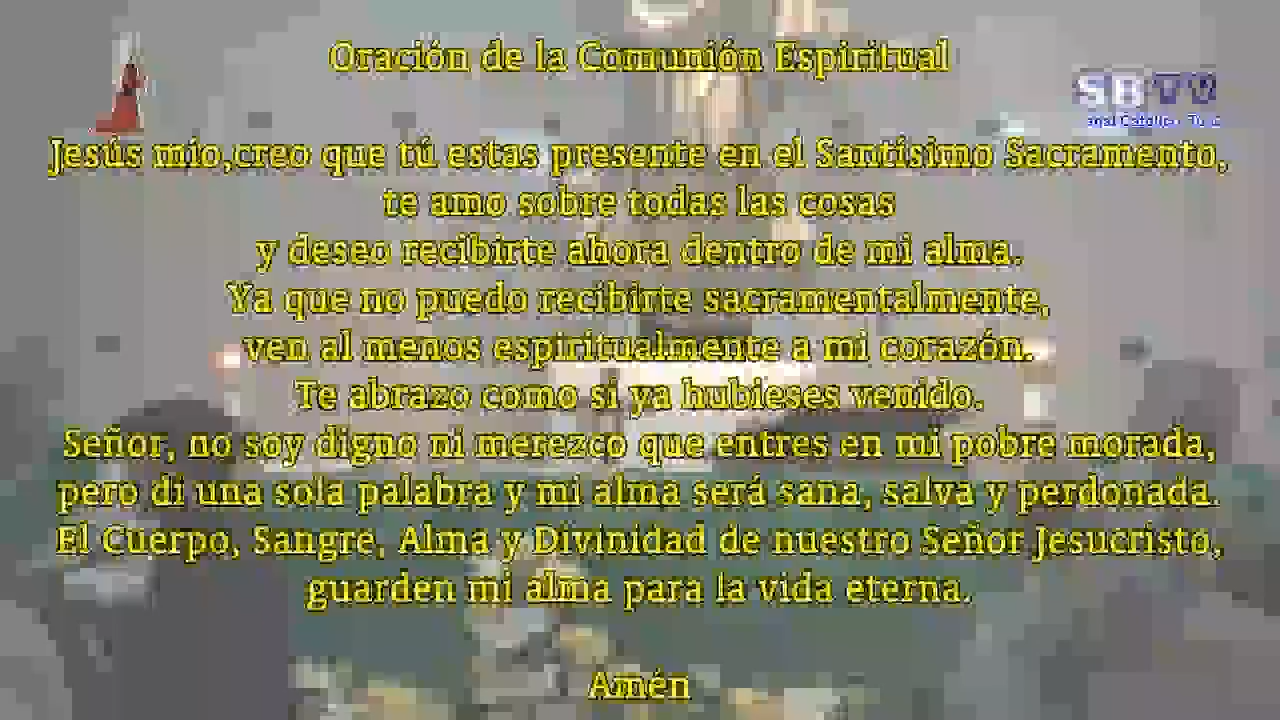 Oración de la Comunión Espiritual
SBTV
Jesús mío,creo que tú estas presente en el Santísimo Sacramento,
te amo sobre todas las cosas
y deseo recibirte ahora dentro de mi alma.
Ya que no puedo recibirte sacramentalmente,
ven al menos espiritualmente a mi corazón.
Te abrazo como si ya hubieses venido.
Señor, no soy digno ni merezco que entres en mi pobre morada,
pero di una sola palabra y mi alma será sana, salva y perdonada.
El Cuerpo, Sangre, Alma y Divinidad de nuestro Señor Jesucristo,
guarden mi alma para la vida eterna.
Amén